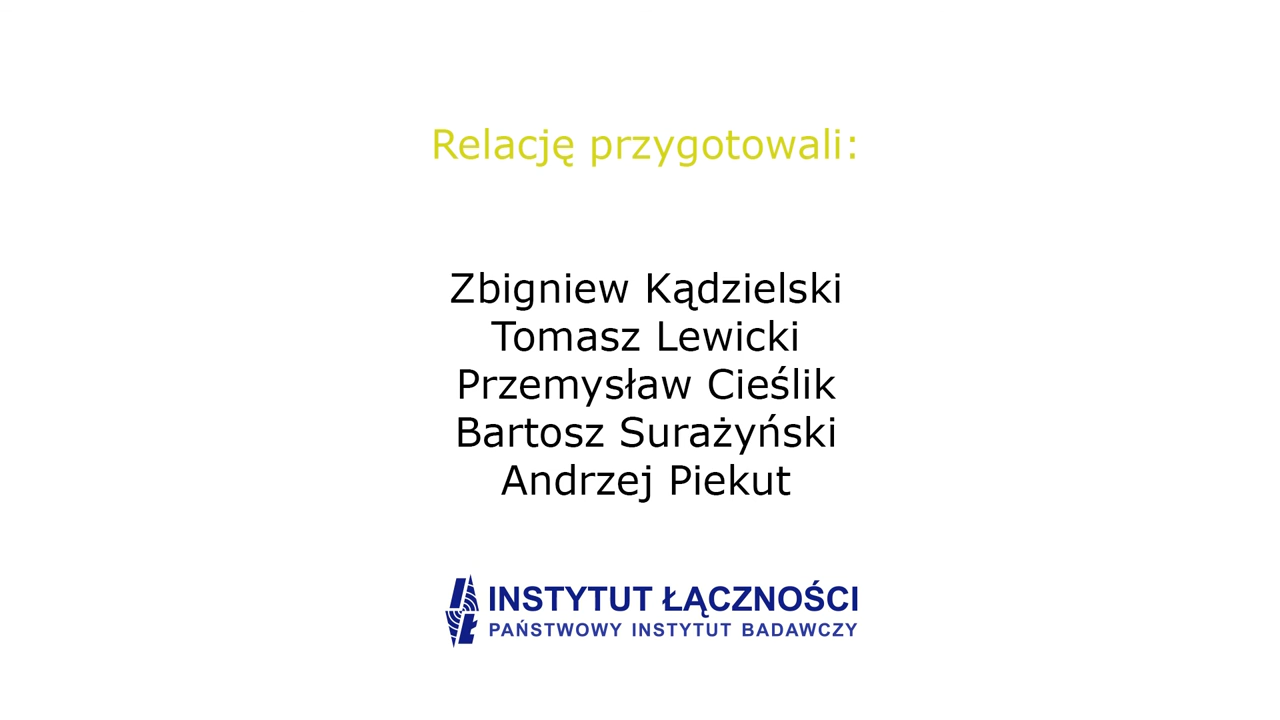 Relację przygotowali:
Zbigniew Kądzielski
Tomasz Lewicki
Przemysław Cieślik
Bartosz Surażyński
Andrzej Piekut
INSTYTUT ŁĄCZNOŚCI
PAŃSTWOWY INSTYTUT BADAWCZY